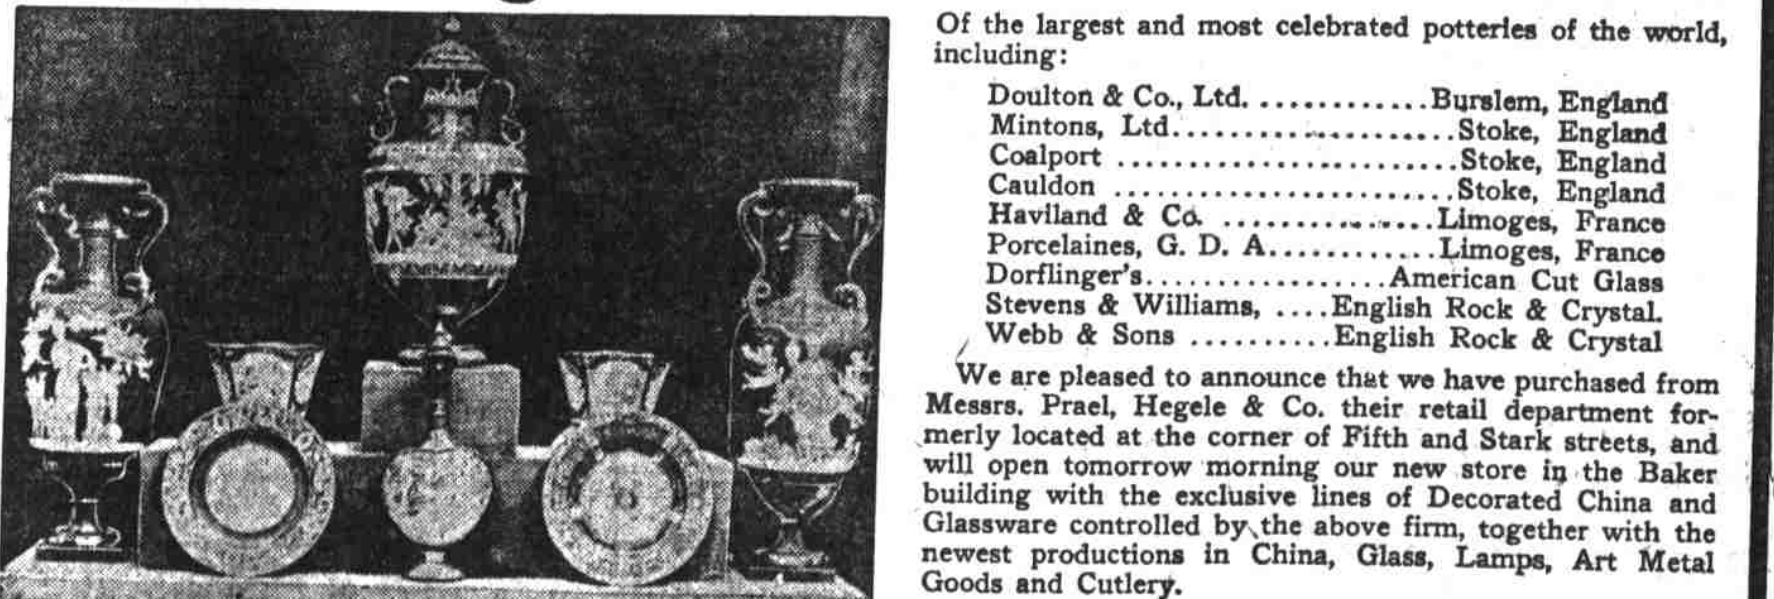 Of the largest and most celebrated potteries of the world,
including:
Doulton & Co., Ltd. .............Burslem, England
Mintons, Ltd.....................Stoke, England
Coalport .........................Stoke, England
Cauldon .........................Stoke, England
Haviland & Co. ................Limoges, France
Porcelaines, G. D. A.............Limoges, France
Dorflinger's..................American Cut Glass
Stevens & Williams, ....English Rock & Crystal.
Webb & Sons ..........English Rock & Crystal
We are pleased to announce that we have purchased from
Messrs. Prael, Hegele & Co. their retail department for-
merly located at the corner of Fifth and Stark streets, and
will open tomorrow morning our new store in the Baker
building with the exclusive lines of Decorated China and
Glassware controlled by the above firm, together with the
newest productions in China, Glass, Lamps, Art Metal
Goods and Cutlery.